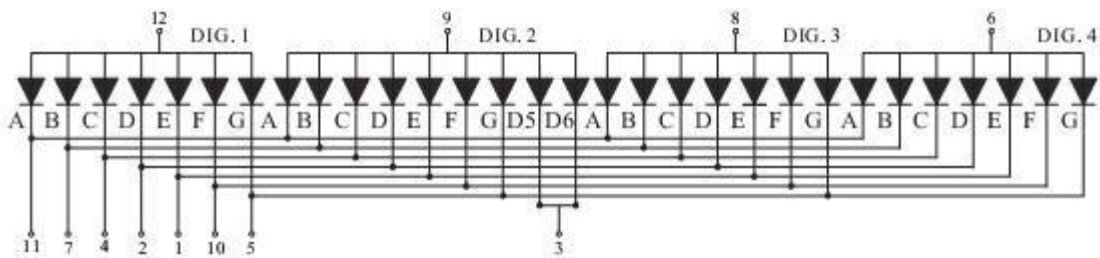 12 DIG. 1 9 DIG. 2 8 DIG. 3 6 DIG. 4
A B C D E F G A B C D E F G D5 D6 A B C D E F G A B C D E F G
11 7 4 2 1 10 5 3